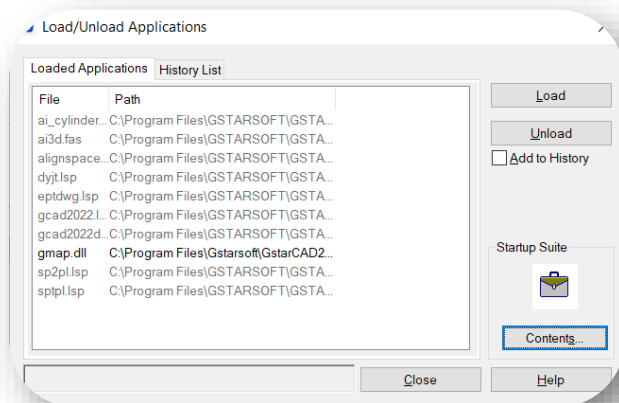 Load/Unload Applications
Loaded Applications History List
File Path
ai_cylinder... C:\Program Files\GSTARSOFT\GSTA...
ai3d.fas C:\Program Files\GSTARSOFT\GSTA...
alignspace... C:\Program Files\GSTARSOFT\GSTA...
dyjt.lsp C:\Program Files\GSTARSOFT\GSTA...
eptdwg.lsp C:\Program Files\GSTARSOFT\GSTA...
gcad2022.l... C:\Program Files\GSTARSOFT\GSTA...
gcad2022d... C:\Program Files\GSTARSOFT\GSTA...
gmap.dll C:\Program Files\Gstarsoft\GstarCAD2...
sp2pl.lsp C:\Program Files\GSTARSOFT\GSTA...
sptpl.lsp C:\Program Files\GSTARSOFT\GSTA...
Load
Unload
Add to History
Startup Suite
Contents...
Close
Help